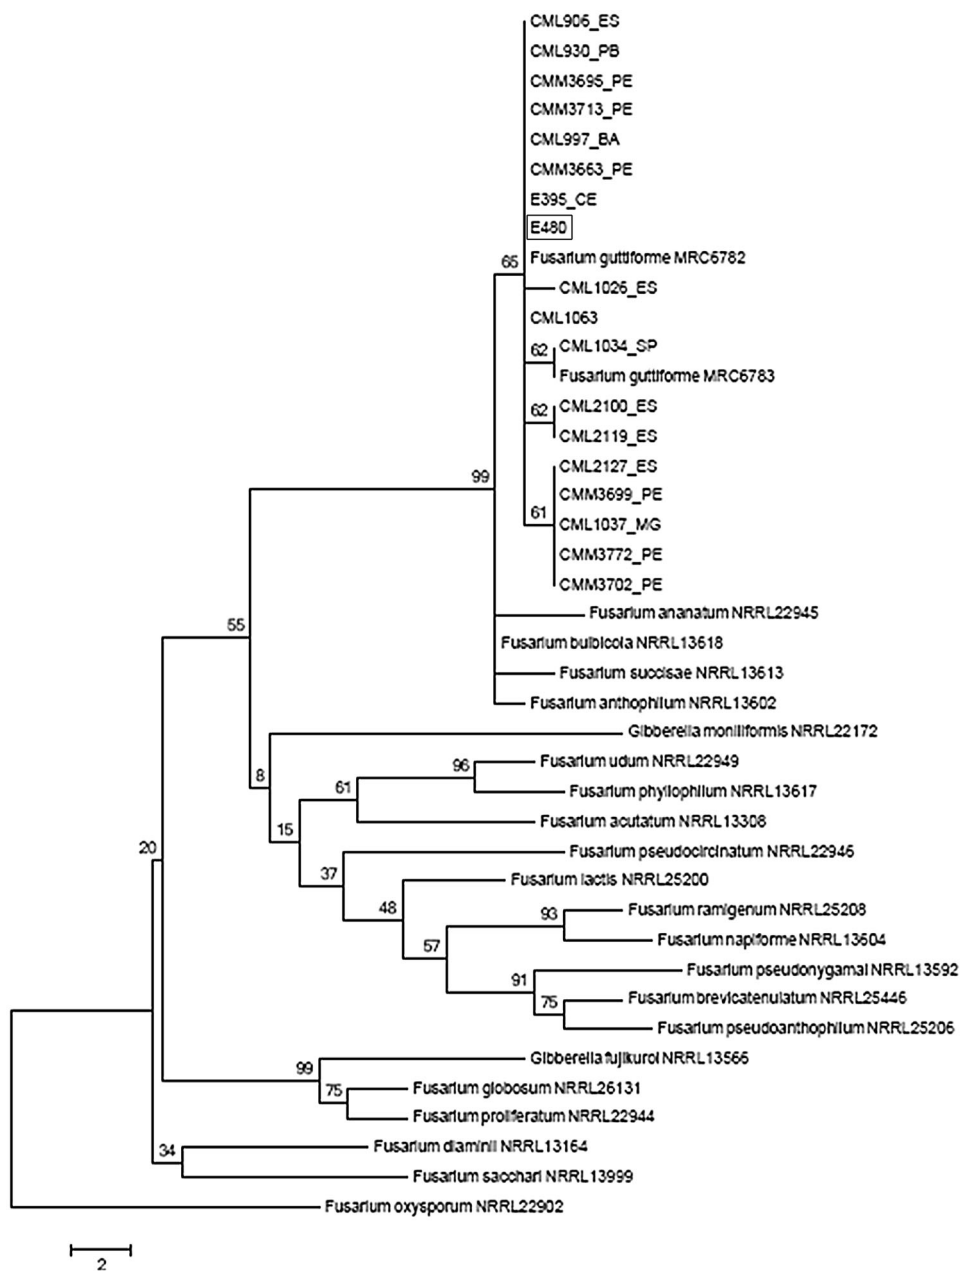 CML906_ES
CML930_PB
CMM3695_PE
CMM3713_PE
CML997_BA
CMM3663_PE
E395_CE
E480
Fusarium guttiforme MRC6782
65
CML1026_ES
CML1063
CML1034_SP
62
Fusarium guttiforme MRC6783
CML2100_ES
62
CML2119_ES
CML2127_ES
99
CMM3699_PE
61
CML1037_MG
CMM3772_PE
CMM3702_PE
Fusarium ananatum NRRL22945
55
Fusarium bulbicola NRRL13618
Fusarium succisae NRRL13613
Fusarium anthophilum NRRL13602
Gibberella moniliformis NRRL22172
Fusarium udum NRRL22949
96
8
61
Fusarium phyllophilum NRRL13617
Fusarium acutatum NRRL13308
15
20
Fusarium pseudocircinatum NRRL22946
37
Fusarium lactis NRRL25200
48
Fusarium ramigenum NRRL25208
93
Fusarium napiforme NRRL13604
57
Fusarium pseudonygamai NRRL13592
91
Fusarium brevicatenulatum NRRL25446
75
Fusarium pseudoanthophilum NRRL25206
Gibberella fujikuroi NRRL13566
99
Fusarium globosum NRRL26131
75
Fusarium proliferatum NRRL22944
Fusarium dlaminii NRRL13164
34
Fusarium sacchari NRRL13999
Fusarium oxysporum NRRL22902
2